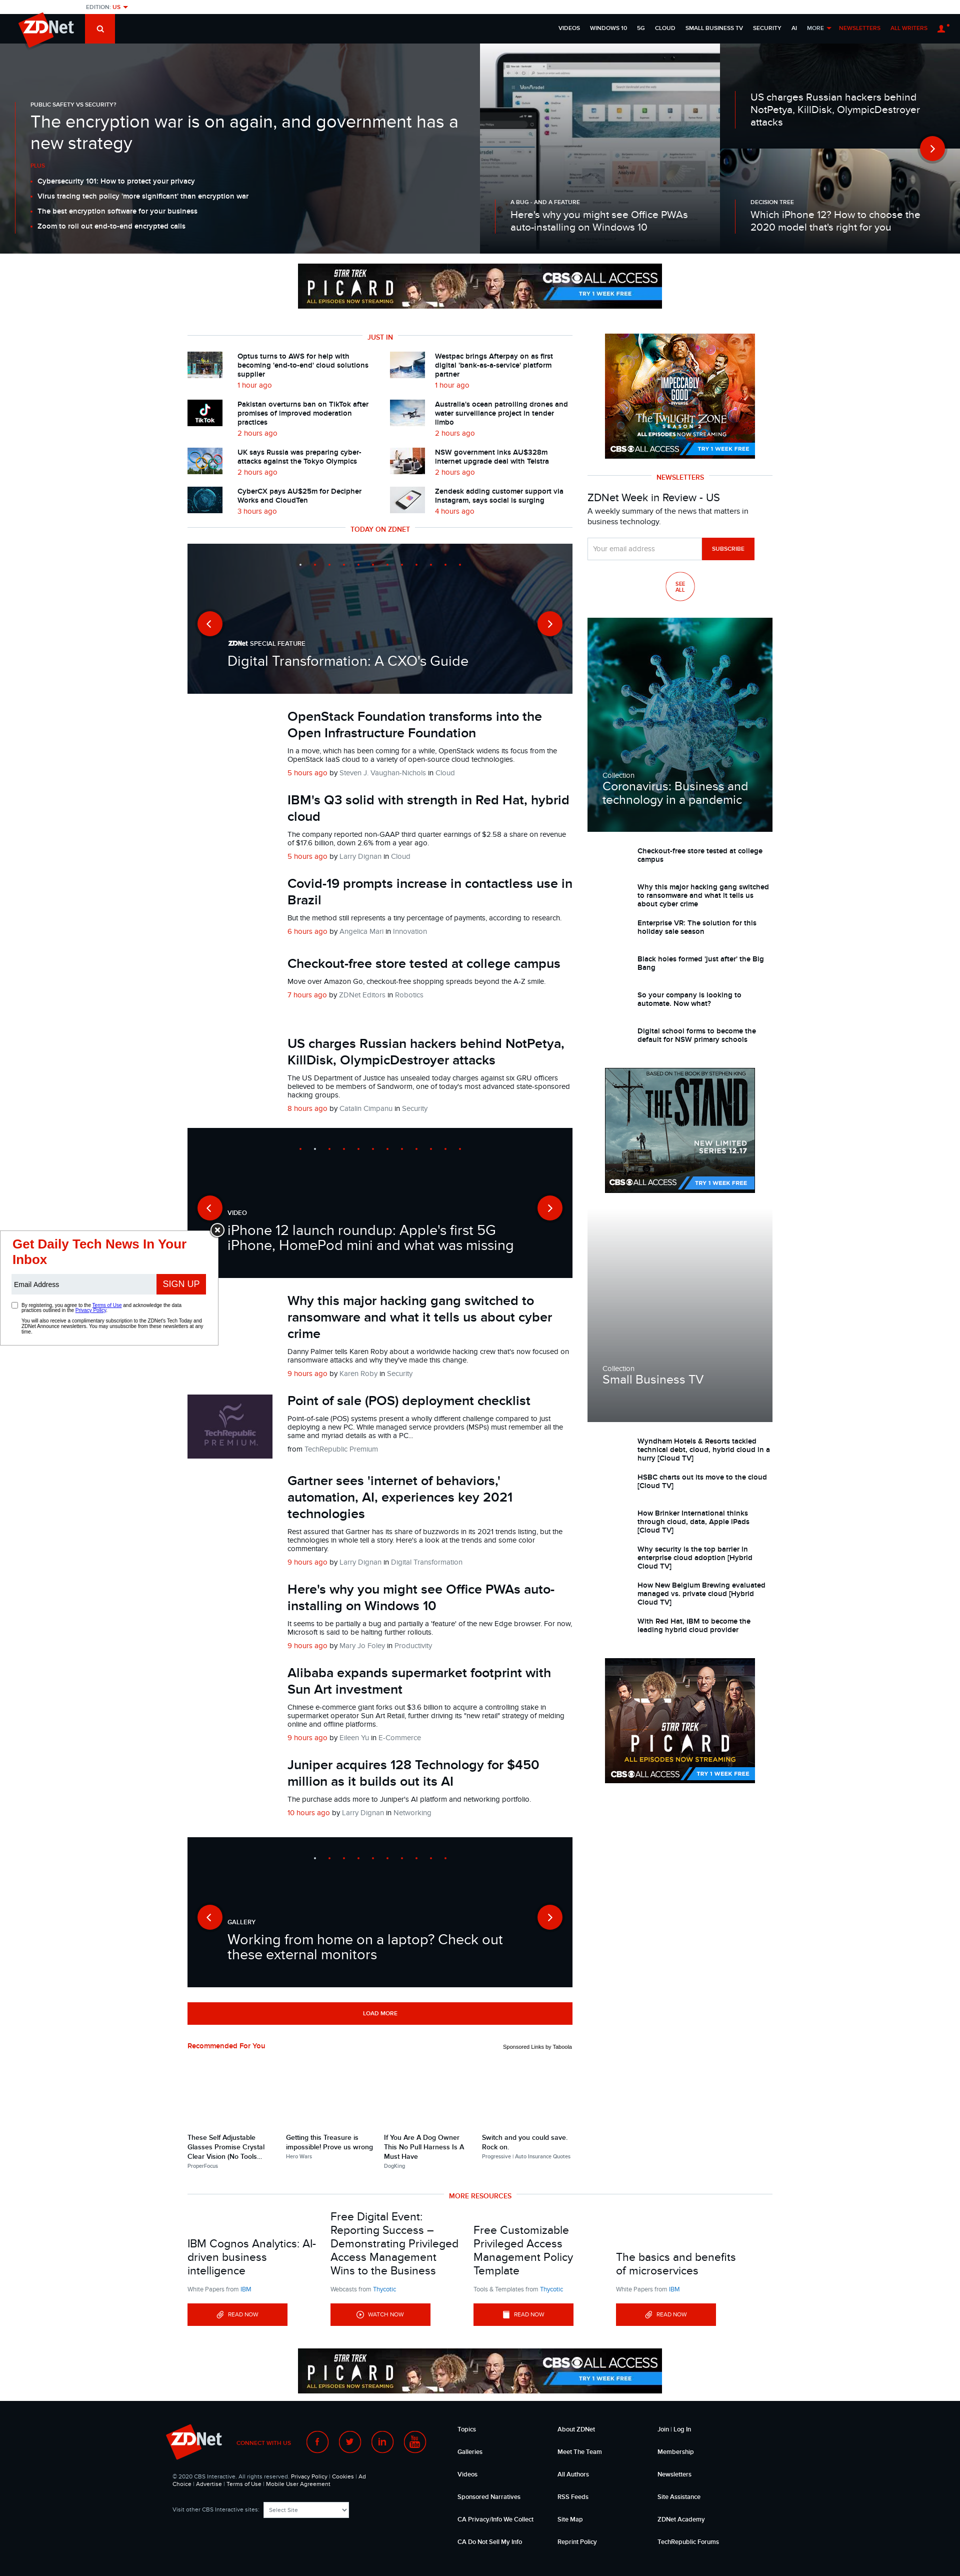 EDITION: US
ZDNet
VIDEOS
WINDOWS 10
5G
CLOUD
SMALL BUSINESS TV
SECURITY
AI
MORE
NEWSLETTERS
ALL WRITERS
PUBLIC SAFETY VS SECURITY?
The encryption war is on again, and government has a
new strategy
PLUS
Cybersecurity 101: How to protect your privacy
Virus tracing tech policy 'more significant' than encryption war
The best encryption software for your business
Zoom to roll out end-to-end encrypted calls
A BUG - AND A FEATURE
Here's why you might see Office PWAs
auto-installing on Windows 10
US charges Russian hackers behind
NotPetya, KillDisk, OlympicDestroyer
attacks
DECISION TREE
Which iPhone 12? How to choose the
2020 model that's right for you
STAR TREK
PICARD
ALL EPISODES NOW STREAMING
CBS ALL ACCESS
TRY 1 WEEK FREE
JUST IN
Optus turns to AWS for help with
becoming 'end-to-end' cloud solutions
supplier
1 hour ago
Westpac brings Afterpay on as first
digital 'bank-as-a-service' platform
partner
1 hour ago
TikTok
Pakistan overturns ban on TikTok after
promises of improved moderation
practices
2 hours ago
Australia's ocean patrolling drones and
water surveillance project in tender
limbo
2 hours ago
UK says Russia was preparing cyber-
attacks against the Tokyo Olympics
2 hours ago
NSW government inks AU$328m
internet upgrade deal with Telstra
2 hours ago
CyberCX pays AU$25m for Decipher
Works and CloudTen
3 hours ago
Zendesk adding customer support via
Instagram, says social is surging
4 hours ago
TODAY ON ZDNET
ZDNet SPECIAL FEATURE
Digital Transformation: A CXO's Guide
OpenStack Foundation transforms into the
Open Infrastructure Foundation
In a move, which has been coming for a while, OpenStack widens its focus from the
OpenStack IaaS cloud to a variety of open-source cloud technologies.
5 hours ago by Steven J. Vaughan-Nichols in Cloud
IBM's Q3 solid with strength in Red Hat, hybrid
cloud
The company reported non-GAAP third quarter earnings of $2.58 a share on revenue
of $17.6 billion, down 2.6% from a year ago.
5 hours ago by Larry Dignan in Cloud
Covid-19 prompts increase in contactless use in
Brazil
But the method still represents a tiny percentage of payments, according to research.
6 hours ago by Angelica Mari in Innovation
Checkout-free store tested at college campus
Move over Amazon Go, checkout-free shopping spreads beyond the A-Z smile.
7 hours ago by ZDNet Editors in Robotics
US charges Russian hackers behind NotPetya,
KillDisk, OlympicDestroyer attacks
The US Department of Justice has unsealed today charges against six GRU officers
believed to be members of Sandworm, one of today's most advanced state-sponsored
hacking groups.
8 hours ago by Catalin Cimpanu in Security
VIDEO
iPhone 12 launch roundup: Apple's first 5G
iPhone, HomePod mini and what was missing
Get Daily Tech News In Your
Inbox
Email Address
SIGN UP
By registering, you agree to the Terms of Use and acknowledge the data
practices outlined in the Privacy Policy.
You will also receive a complimentary subscription to the ZDNet's Tech Today and
ZDNet Announce newsletters. You may unsubscribe from these newsletters at any
time.
Why this major hacking gang switched to
ransomware and what it tells us about cyber
crime
Danny Palmer tells Karen Roby about a worldwide hacking crew that's now focused on
ransomware attacks and why they've made this change.
9 hours ago by Karen Roby in Security
TechRepublic
PREMIUM
Point of sale (POS) deployment checklist
Point-of-sale (POS) systems present a wholly different challenge compared to just
deploying a new PC. While managed service providers (MSPs) must remember all the
same and myriad details as with a PC...
from TechRepublic Premium
Gartner sees 'internet of behaviors,'
automation, AI, experiences key 2021
technologies
Rest assured that Gartner has its share of buzzwords in its 2021 trends listing, but the
technologies in whole tell a story. Here's a look at the trends and some color
commentary.
9 hours ago by Larry Dignan in Digital Transformation
Here's why you might see Office PWAs auto-
installing on Windows 10
It seems to be partially a bug and partially a 'feature' of the new Edge browser. For now,
Microsoft is said to be halting further rollouts.
9 hours ago by Mary Jo Foley in Productivity
Alibaba expands supermarket footprint with
Sun Art investment
Chinese e-commerce giant forks out $3.6 billion to acquire a controlling stake in
supermarket operator Sun Art Retail, further driving its "new retail" strategy of melding
online and offline platforms.
9 hours ago by Eileen Yu in E-Commerce
Juniper acquires 128 Technology for $450
million as it builds out its AI
The purchase adds more to Juniper's AI platform and networking portfolio.
10 hours ago by Larry Dignan in Networking
GALLERY
Working from home on a laptop? Check out
these external monitors
LOAD MORE
IMPECCABLY
GOOD
THE TWILIGHT ZONE
SEASON 2
ALL EPISODES NOW STREAMING
CBS ALL ACCESS
TRY 1 WEEK FREE
NEWSLETTERS
ZDNet Week in Review - US
A weekly summary of the news that matters in
business technology.
Your email address
SUBSCRIBE
SEE
ALL
Collection
Coronavirus: Business and
technology in a pandemic
Checkout-free store tested at college
campus
Why this major hacking gang switched
to ransomware and what it tells us
about cyber crime
Enterprise VR: The solution for this
holiday sale season
Black holes formed 'just after' the Big
Bang
So your company is looking to
automate. Now what?
Digital school forms to become the
default for NSW primary schools
BASED ON THE BOOK BY STEPHEN KING
THE STAND
NEW LIMITED
SERIES 12.17
CBS ALL ACCESS
TRY 1 WEEK FREE
Collection
Small Business TV
Wyndham Hotels & Resorts tackled
technical debt, cloud, hybrid cloud in a
hurry [Cloud TV]
HSBC charts out its move to the cloud
[Cloud TV]
How Brinker International thinks
through cloud, data, Apple iPads
[Cloud TV]
Why security is the top barrier in
enterprise cloud adoption [Hybrid
Cloud TV]
How New Belgium Brewing evaluated
managed vs. private cloud [Hybrid
Cloud TV]
With Red Hat, IBM to become the
leading hybrid cloud provider
STAR TREK
PICARD
ALL EPISODES NOW STREAMING
CBS ALL ACCESS
TRY 1 WEEK FREE
Recommended For You
Sponsored Links by Taboola
These Self Adjustable
Glasses Promise Crystal
Clear Vision (No Tools...
ProperFocus
Getting this Treasure is
impossible! Prove us wrong
Hero Wars
If You Are A Dog Owner
This No Pull Harness Is A
Must Have
DogKing
Switch and you could save.
Rock on.
Progressive | Auto Insurance Quotes
MORE RESOURCES
IBM Cognos Analytics: AI-
driven business
intelligence
White Papers from IBM
READ NOW
Free Digital Event:
Reporting Success –
Demonstrating Privileged
Access Management
Wins to the Business
Webcasts from Thycotic
WATCH NOW
Free Customizable
Privileged Access
Management Policy
Template
Tools & Templates from Thycotic
READ NOW
The basics and benefits
of microservices
White Papers from IBM
READ NOW
STAR TREK
PICARD
ALL EPISODES NOW STREAMING
CBS ALL ACCESS
TRY 1 WEEK FREE
ZDNet
CONNECT WITH US
© 2020 CBS Interactive. All rights reserved. Privacy Policy | Cookies | Ad
Choice | Advertise | Terms of Use | Mobile User Agreement
Visit other CBS Interactive sites:
Select Site
Topics
Galleries
Videos
Sponsored Narratives
CA Privacy/Info We Collect
CA Do Not Sell My Info
About ZDNet
Meet The Team
All Authors
RSS Feeds
Site Map
Reprint Policy
Join | Log In
Membership
Newsletters
Site Assistance
ZDNet Academy
TechRepublic Forums